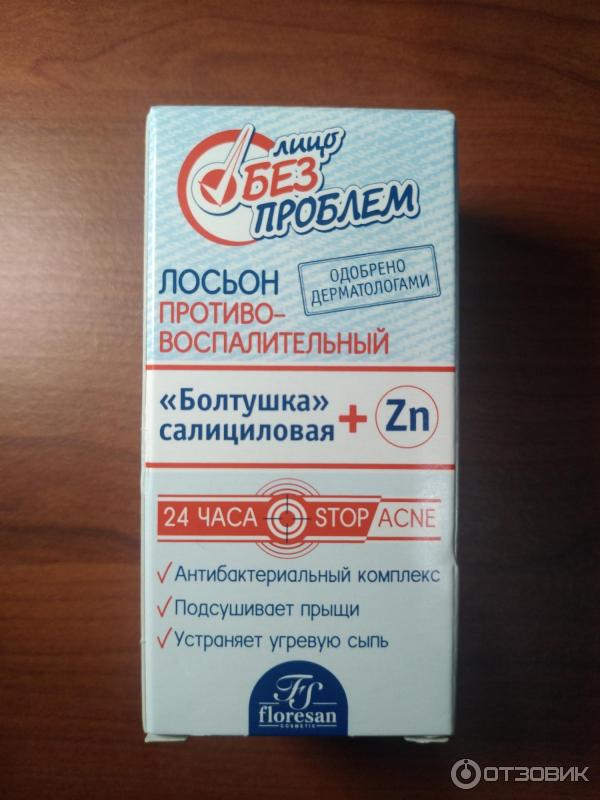 лицо
БЕЗ
ПРОБЛЕМ
ОДОБРЕНО
ДЕРМАТОЛОГАМИ
ЛОСЬОН
ПРОТИВО-
ВОСПАЛИТЕЛЬНЫЙ
«Болтушка»
салициловая + Zn
24 ЧАСА STOP ACNE
Антибактериальный комплекс
Подсушивает прыщи
Устраняет угревую сыпь
FS
floresan
COSMETIC
ОТЗОВИК